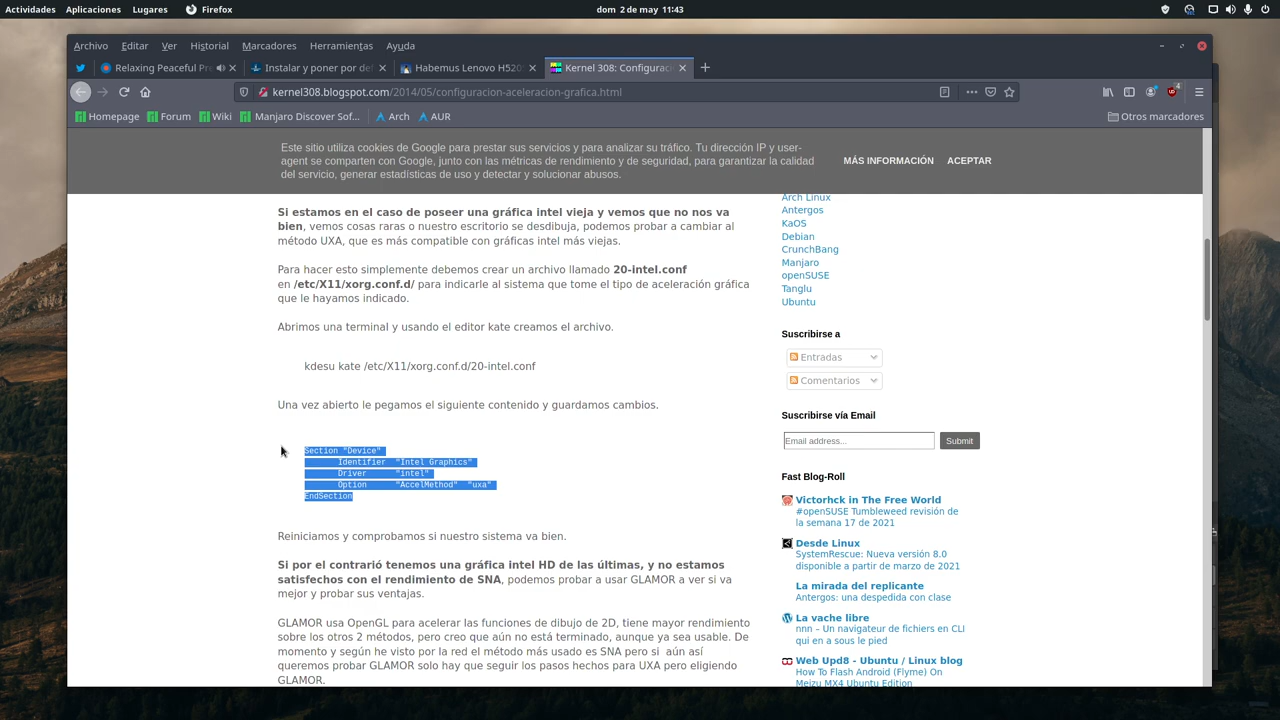 Actividades Aplicaciones Lugares Firefox dom 2 de may 11:43
Archivo Editar Ver Historial Marcadores Herramientas Ayuda
Relaxing Peaceful Pr Instalar y poner por def Habemus Lenovo H520 Kernel 308: Configuraci
kernel308.blogspot.com/2014/05/configuracion-aceleracion-grafica.html 4
Homepage Forum Wiki Manjaro Discover Sof... Arch AUR Otros marcadores
Este sitio utiliza cookies de Google para prestar sus servicios y para analizar su tráfico. Tu dirección IP y user-
agent se comparten con Google, junto con las métricas de rendimiento y de seguridad, para garantizar la calidad
del servicio, generar estadísticas de uso y detectar y solucionar abusos.
MÁS INFORMACIÓN ACEPTAR
Si estamos en el caso de poseer una gráfica intel vieja y vemos que no nos va
bien, vemos cosas raras o nuestro escritorio se desdibuja, podemos probar a cambiar al
método UXA, que es más compatible con gráficas intel más viejas.
Para hacer esto simplemente debemos crear un archivo llamado 20-intel.conf
en /etc/X11/xorg.conf.d/ para indicarle al sistema que tome el tipo de aceleración gráfica
que le hayamos indicado.
Abrimos una terminal y usando el editor kate creamos el archivo.
kdesu kate /etc/X11/xorg.conf.d/20-intel.conf
Una vez abierto le pegamos el siguiente contenido y guardamos cambios.
Section "Device"
Identifier "Intel Graphics"
Driver "intel"
Option "AccelMethod" "uxa"
EndSection
Reiniciamos y comprobamos si nuestro sistema va bien.
Si por el contrarió tenemos una gráfica intel HD de las últimas, y no estamos
satisfechos con el rendimiento de SNA, podemos probar a usar GLAMOR a ver si va
mejor y probar sus ventajas.
GLAMOR usa OpenGL para acelerar las funciones de dibujo de 2D, tiene mayor rendimiento
sobre los otros 2 métodos, pero creo que aún no está terminado, aunque ya sea usable. De
momento y según he visto por la red el método más usado es SNA pero si aún así
queremos probar GLAMOR solo hay que seguir los pasos hechos para UXA pero eligiendo
GLAMOR.
Arch Linux
Antergos
KaOS
Debian
CrunchBang
Manjaro
openSUSE
Tanglu
Ubuntu
Suscribirse a
Entradas
Comentarios
Suscribirse vía Email
Email address... Submit
Fast Blog-Roll
Victorhck in The Free World
#openSUSE Tumbleweed revisión de
la semana 17 de 2021
Desde Linux
SystemRescue: Nueva versión 8.0
disponible a partir de marzo de 2021
La mirada del replicante
Antergos: una despedida con clase
La vache libre
nnn – Un navigateur de fichiers en CLI
qui en a sous le pied
Web Upd8 - Ubuntu / Linux blog
How To Flash Android (Flyme) On
Meizu MX4 Ubuntu Edition